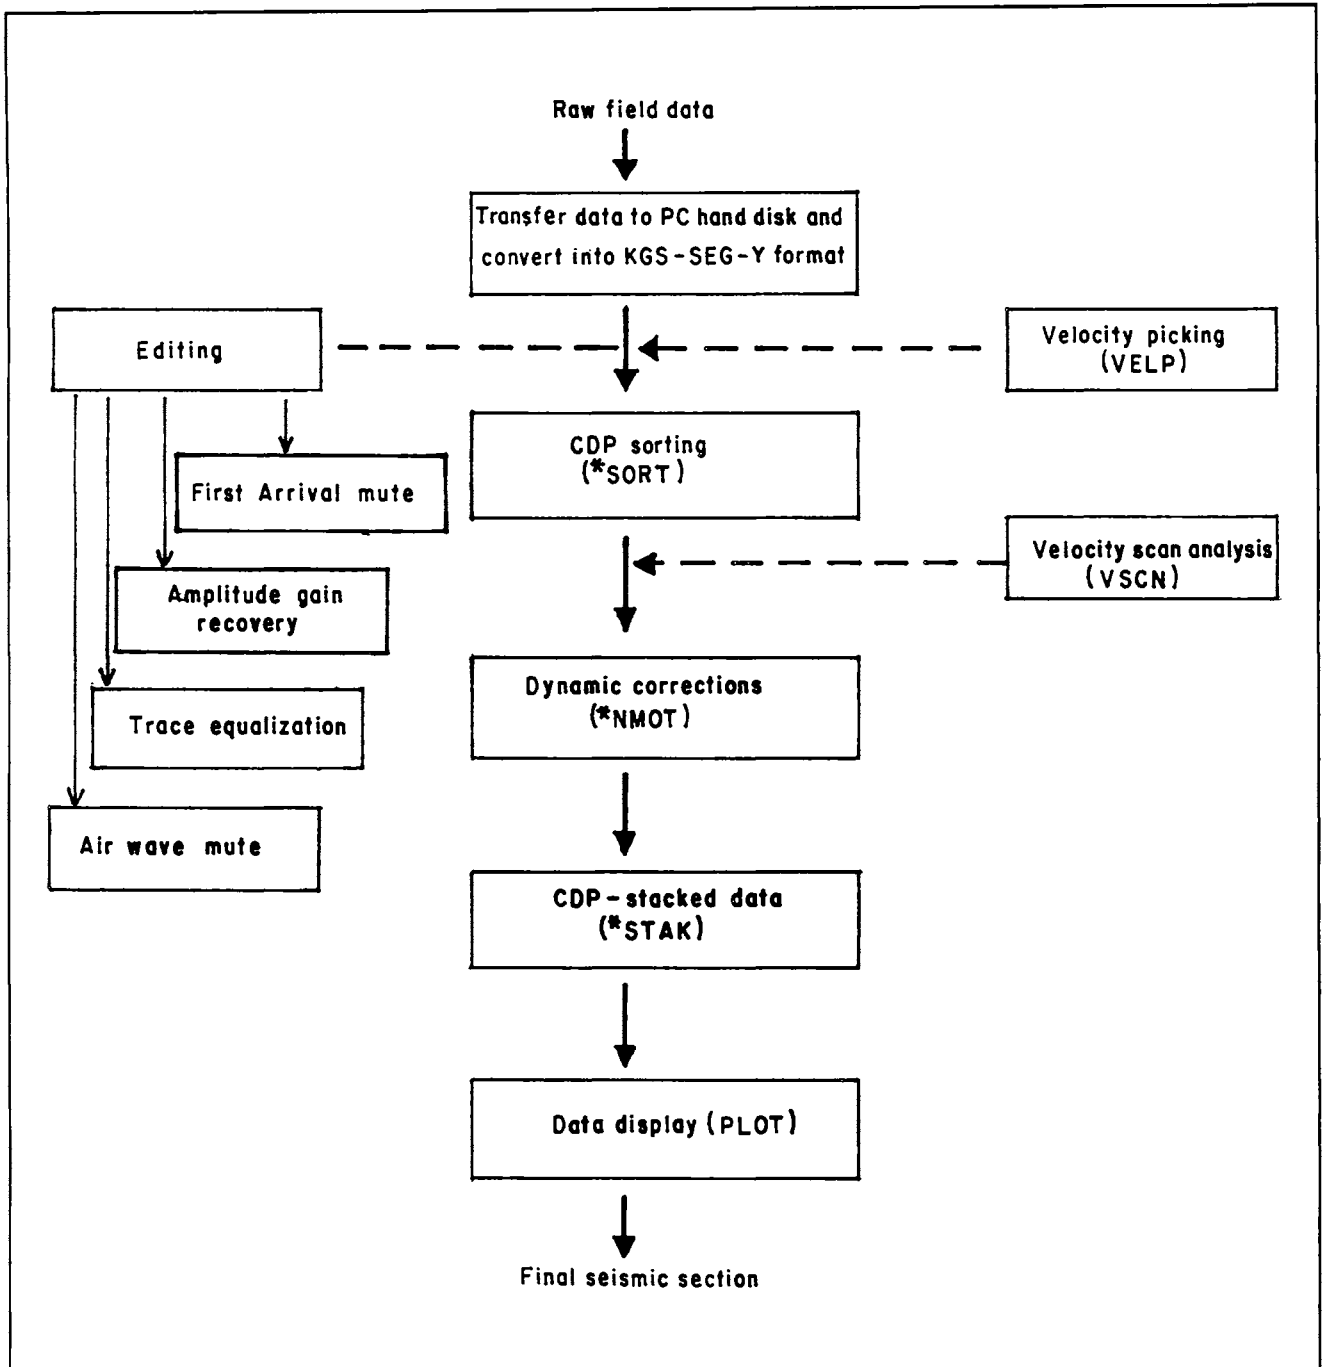 Raw field data
Transfer data to PC hand disk and
convert into KGS-SEG-Y format
Editing
Velocity picking
(VELP)
CDP sorting
(*SORT)
First Arrival mute
Velocity scan analysis
(VSCN)
Amplitude gain
recovery
Dynamic corrections
(*NMOT)
Trace equalization
Air wave mute
CDP-stacked data
(*STAK)
Data display (PLOT)
Final seismic section